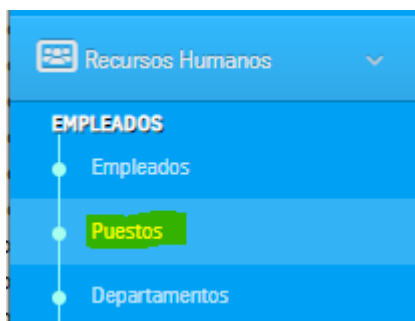 Recursos Humanos
EMPLEADOS
Empleados
Puestos
Departamentos